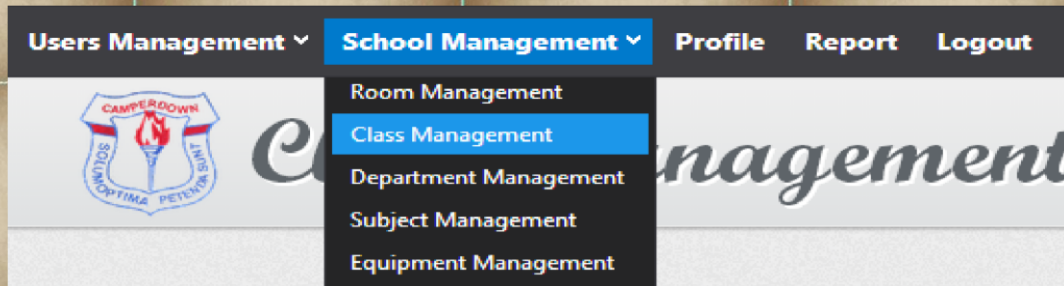 Users Management School Management Profile Report Logout
Room Management
Class Management
Department Management
Subject Management
Equipment Management
CAMPERDOWN
SOLUM OPTIMA PETENDA SUNT